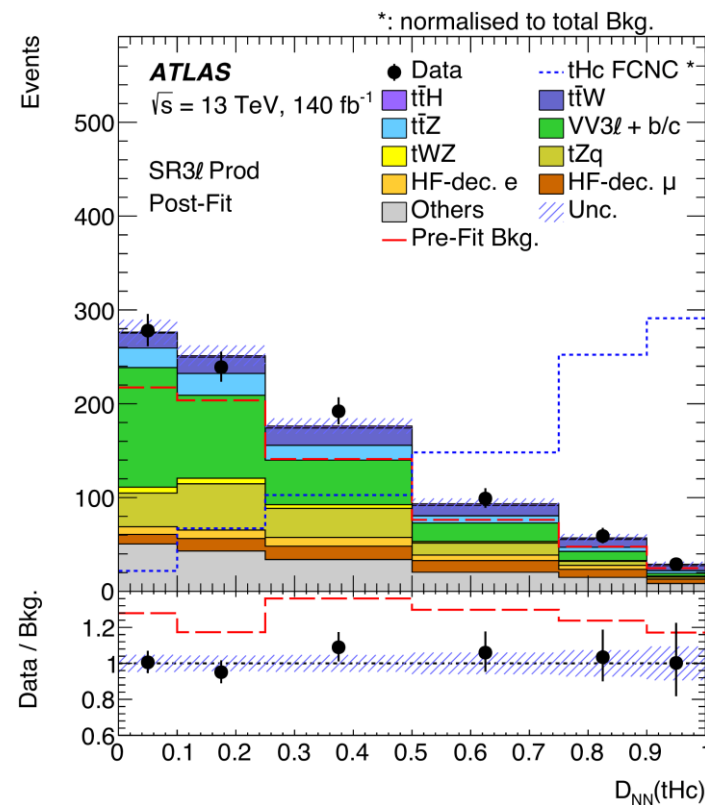 *: normalised to total Bkg.
Events
ATLAS
√s = 13 TeV, 140 fb⁻¹
SR3ℓ Prod
Post-Fit
Data
tHc FCNC *
tt̄H
tt̄W
tt̄Z
VV3ℓ + b/c
tWZ
tZq
HF-dec. e
HF-dec. μ
Others
Unc.
Pre-Fit Bkg.
500
400
300
200
100
0
Data / Bkg.
1.2
1
0.8
0.6
0 0.1 0.2 0.3 0.4 0.5 0.6 0.7 0.8 0.9 1
D_NN(tHc)